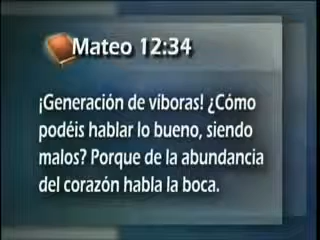 Mateo 12:34
¡Generación de víboras! ¿Cómo
podéis hablar lo bueno, siendo
malos? Porque de la abundancia
del corazón habla la boca.